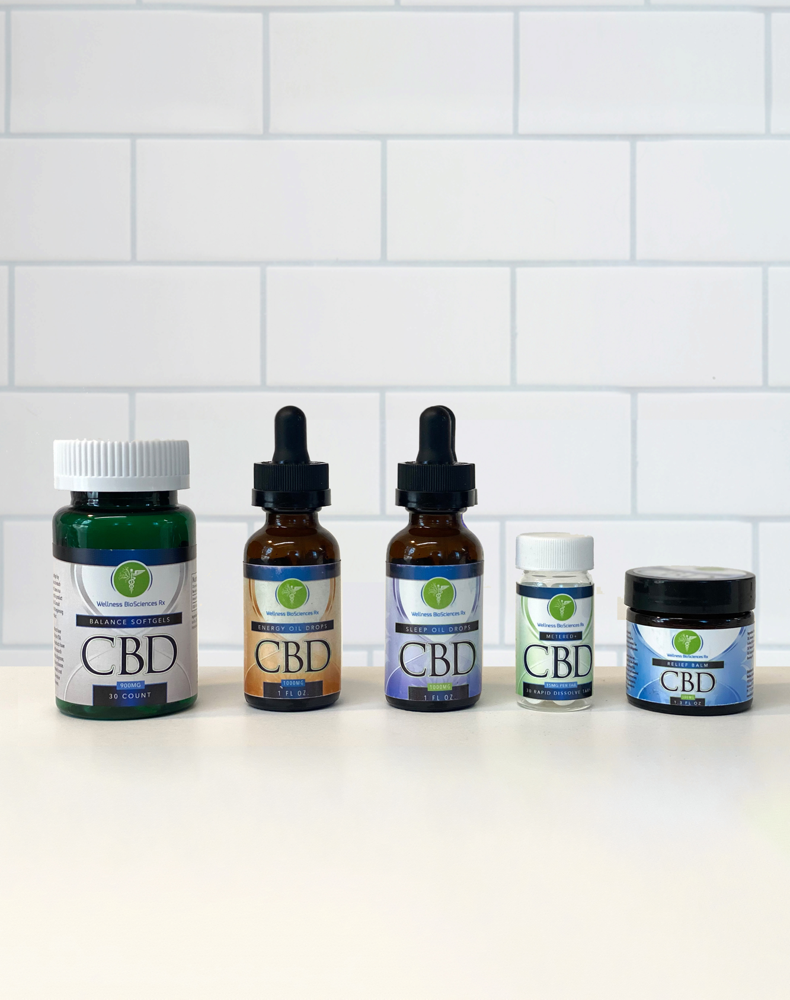 Wellness BioSciences Rx
BALANCE SOFTGELS
CBD
900MG
30 COUNT
Wellness BioSciences Rx
ENERGY OIL DROPS
CBD
1000MG
1 FL OZ.
Wellness BioSciences Rx
SLEEP OIL DROPS
CBD
1000MG
1 FL OZ.
Wellness BioSciences Rx
METERED+
CBD
15MG PER TAB
30 RAPID DISSOLVE TABS
Wellness BioSciences Rx
RELIEF BALM
CBD
1.3 FL OZ